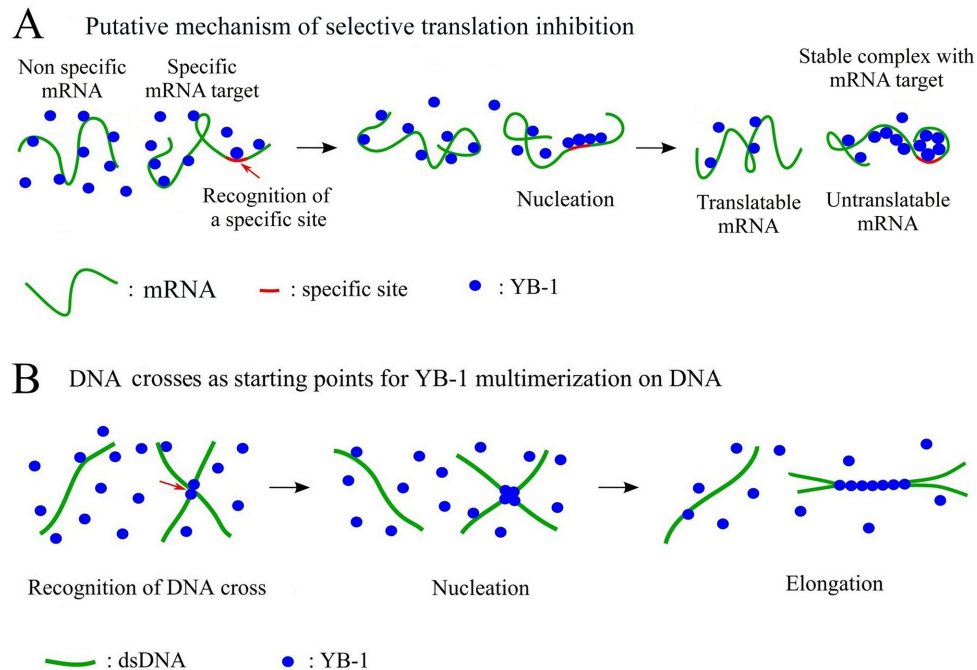 A Putative mechanism of selective translation inhibition
Non specific
mRNA
Specific
mRNA target
Recognition of
a specific site
Nucleation
Stable complex with
mRNA target
Translatable
mRNA
Untranslatable
mRNA
: mRNA
: specific site
: YB-1
B DNA crosses as starting points for YB-1 multimerization on DNA
Recognition of DNA cross
Nucleation
Elongation
: dsDNA
: YB-1